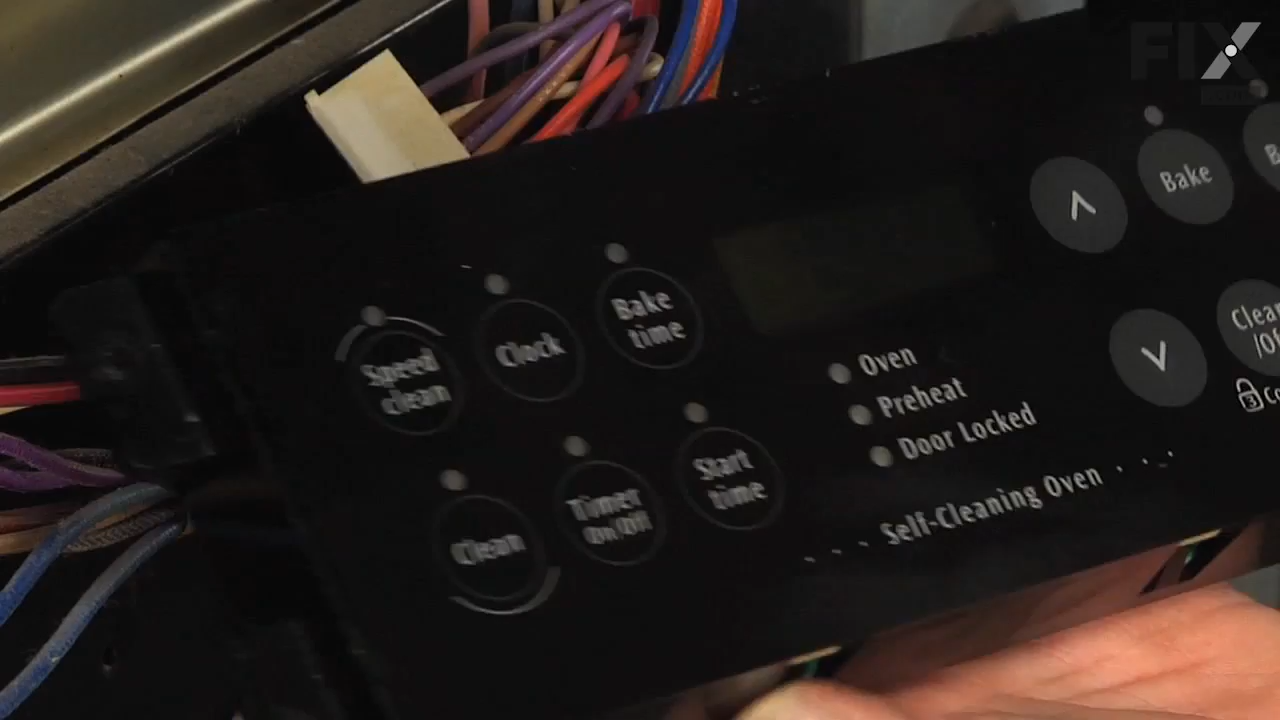 FIX
Speed
clean
Clock
Bake
time
Clean
Timer
On/Off
Start
time
Oven
Preheat
Door Locked
Self-Cleaning Oven
Bake